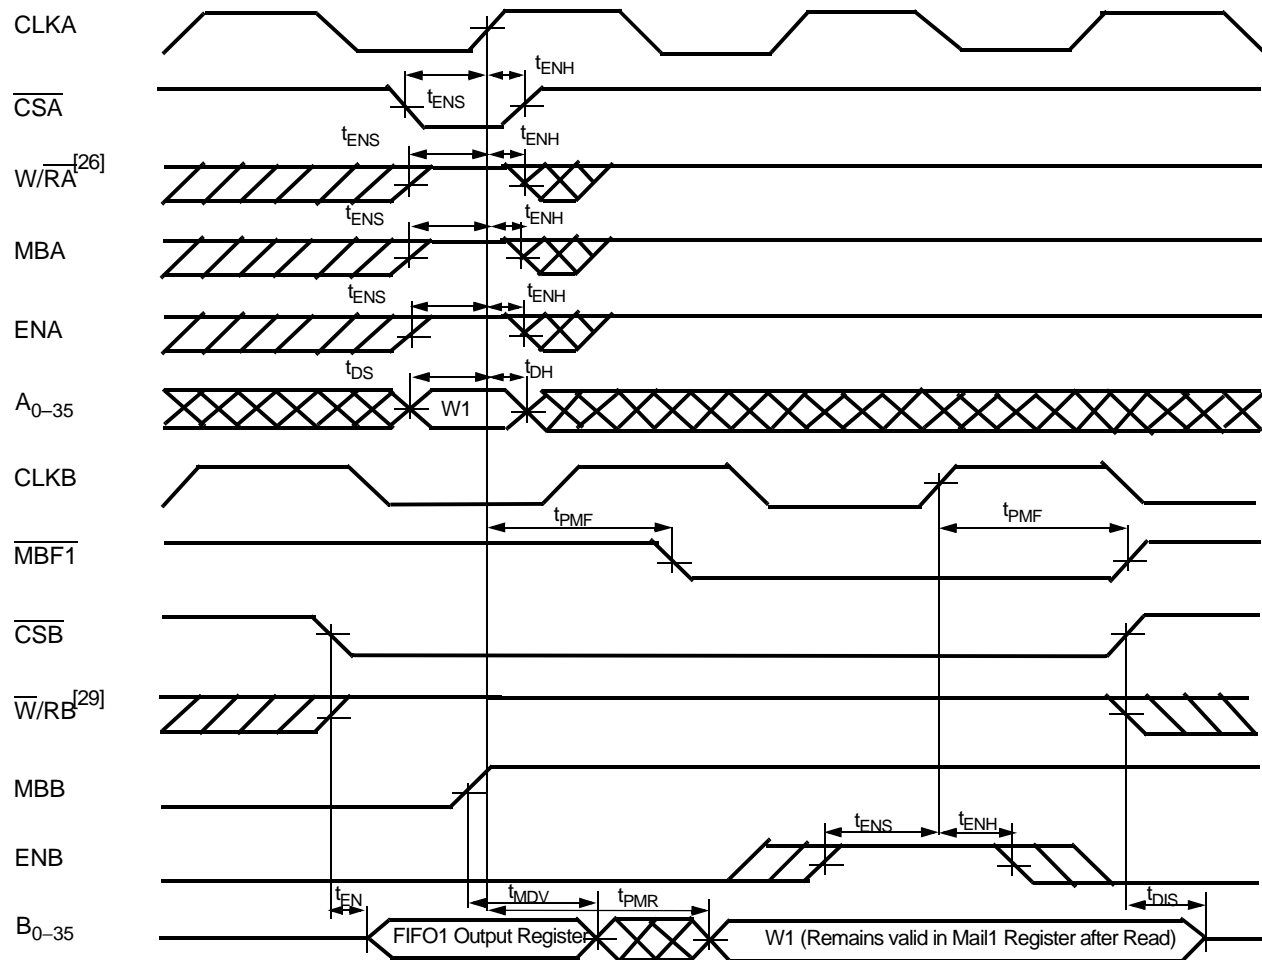 CLKA
tENH
CSA
tENS
tENS
tENH
W/RA[26]
tENS
tENH
MBA
tENS
tENH
ENA
tDS
tDH
A0–35
W1
CLKB
tPMF
tPMF
MBF1
CSB
W/RB[29]
MBB
tENS
tENH
ENB
tEN
tMDV
tPMR
tDIS
B0–35
FIFO1 Output Register
W1 (Remains valid in Mail1 Register after Read)